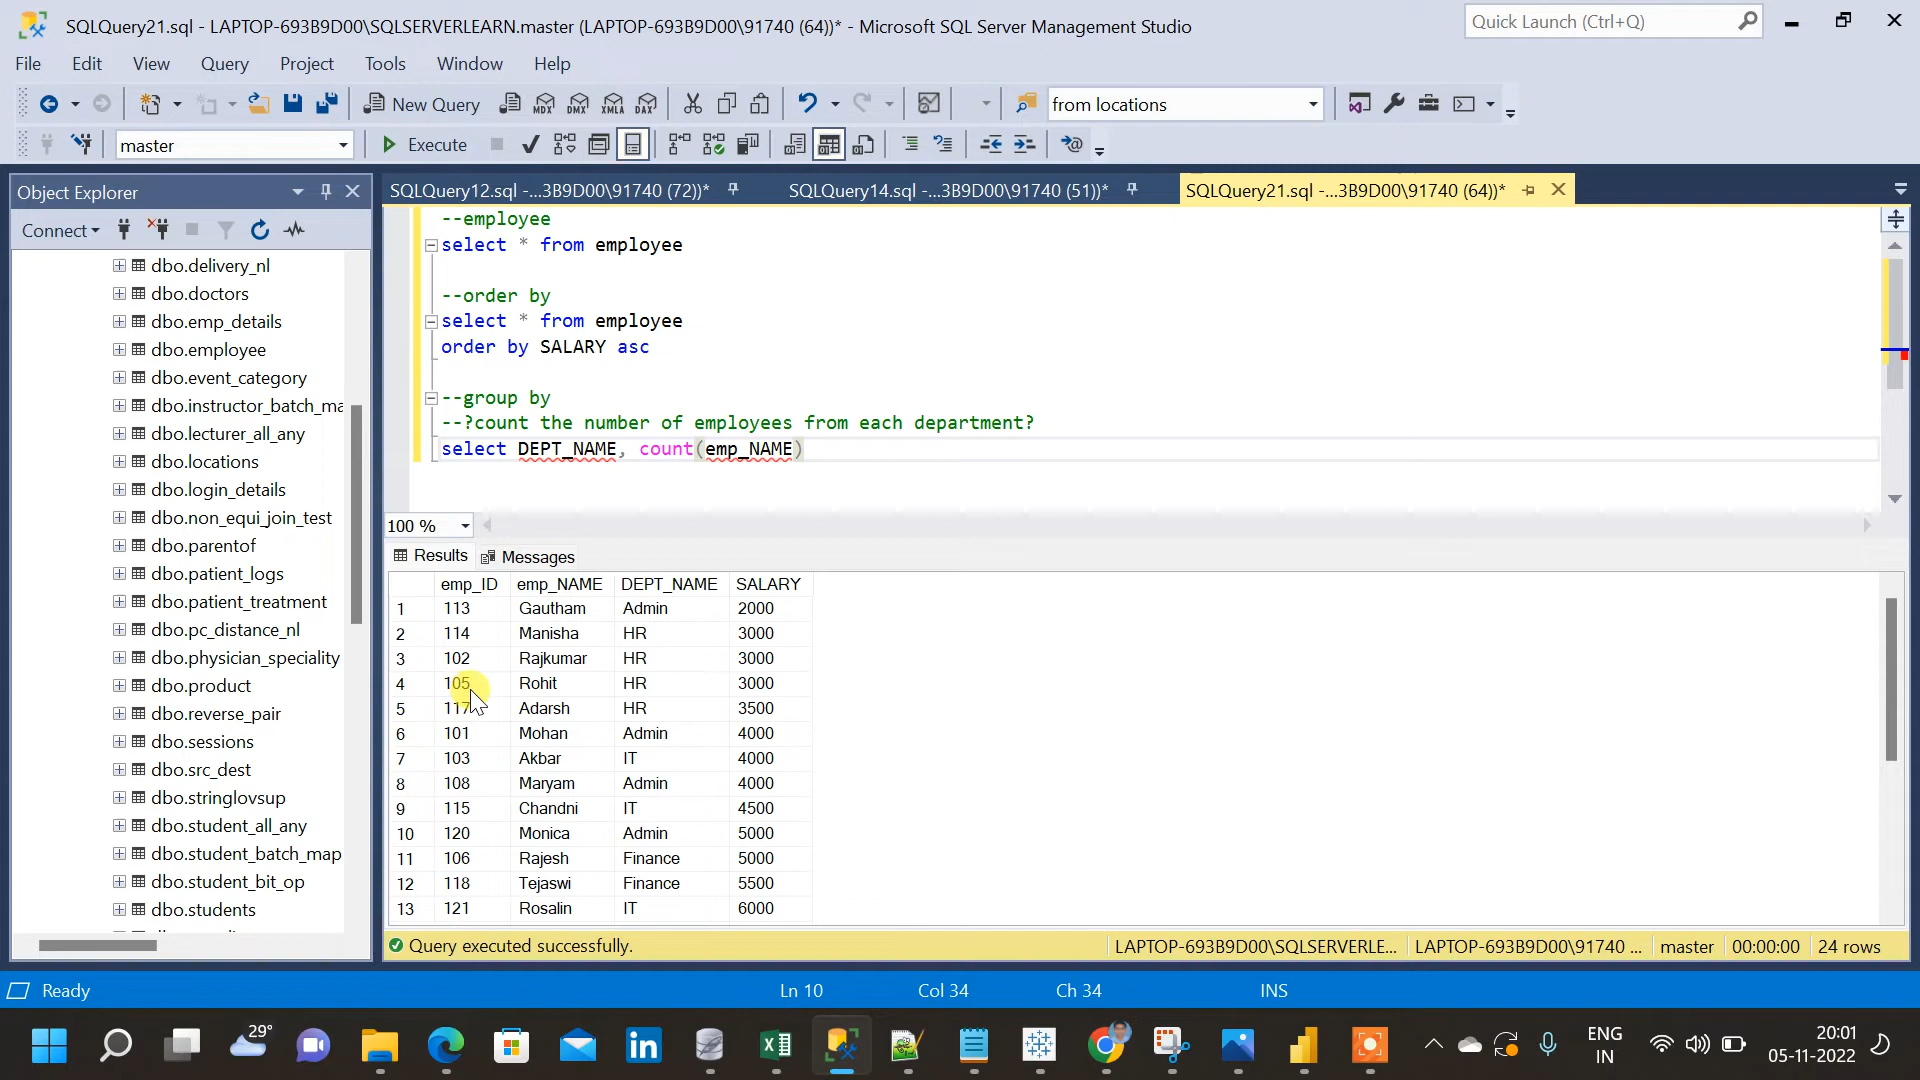 SQLQuery21.sql - LAPTOP-693B9D00\SQLSERVERLEARN.master (LAPTOP-693B9D00\91740 (64))* - Microsoft SQL Server Management Studio
Quick Launch (Ctrl+Q)
File Edit View Query Project Tools Window Help
New Query
MDX DMX XMLA DAX
from locations
master
Execute
Object Explorer
SQLQuery12.sql -...3B9D00\91740 (72))*
SQLQuery14.sql -...3B9D00\91740 (51))*
SQLQuery21.sql -...3B9D00\91740 (64))*
Connect
dbo.delivery_nl
dbo.doctors
dbo.emp_details
dbo.employee
dbo.event_category
dbo.instructor_batch_ma
dbo.lecturer_all_any
dbo.locations
dbo.login_details
dbo.non_equi_join_test
dbo.parentof
dbo.patient_logs
dbo.patient_treatment
dbo.pc_distance_nl
dbo.physician_speciality
dbo.product
dbo.reverse_pair
dbo.sessions
dbo.src_dest
dbo.stringlovsup
dbo.student_all_any
dbo.student_batch_map
dbo.student_bit_op
dbo.students
--employee
select * from employee
--order by
select * from employee
order by SALARY asc
--group by
--?count the number of employees from each department?
select DEPT_NAME, count(emp_NAME)
100 %
Results Messages
emp_ID emp_NAME DEPT_NAME SALARY
1 113 Gautham Admin 2000
2 114 Manisha HR 3000
3 102 Rajkumar HR 3000
4 105 Rohit HR 3000
5 117 Adarsh HR 3500
6 101 Mohan Admin 4000
7 103 Akbar IT 4000
8 108 Maryam Admin 4000
9 115 Chandni IT 4500
10 120 Monica Admin 5000
11 106 Rajesh Finance 5000
12 118 Tejaswi Finance 5500
13 121 Rosalin IT 6000
Query executed successfully.
LAPTOP-693B9D00\SQLSERVERLE... LAPTOP-693B9D00\91740 ... master 00:00:00 24 rows
Ready
Ln 10 Col 34 Ch 34 INS
29°
ENG
IN
20:01
05-11-2022